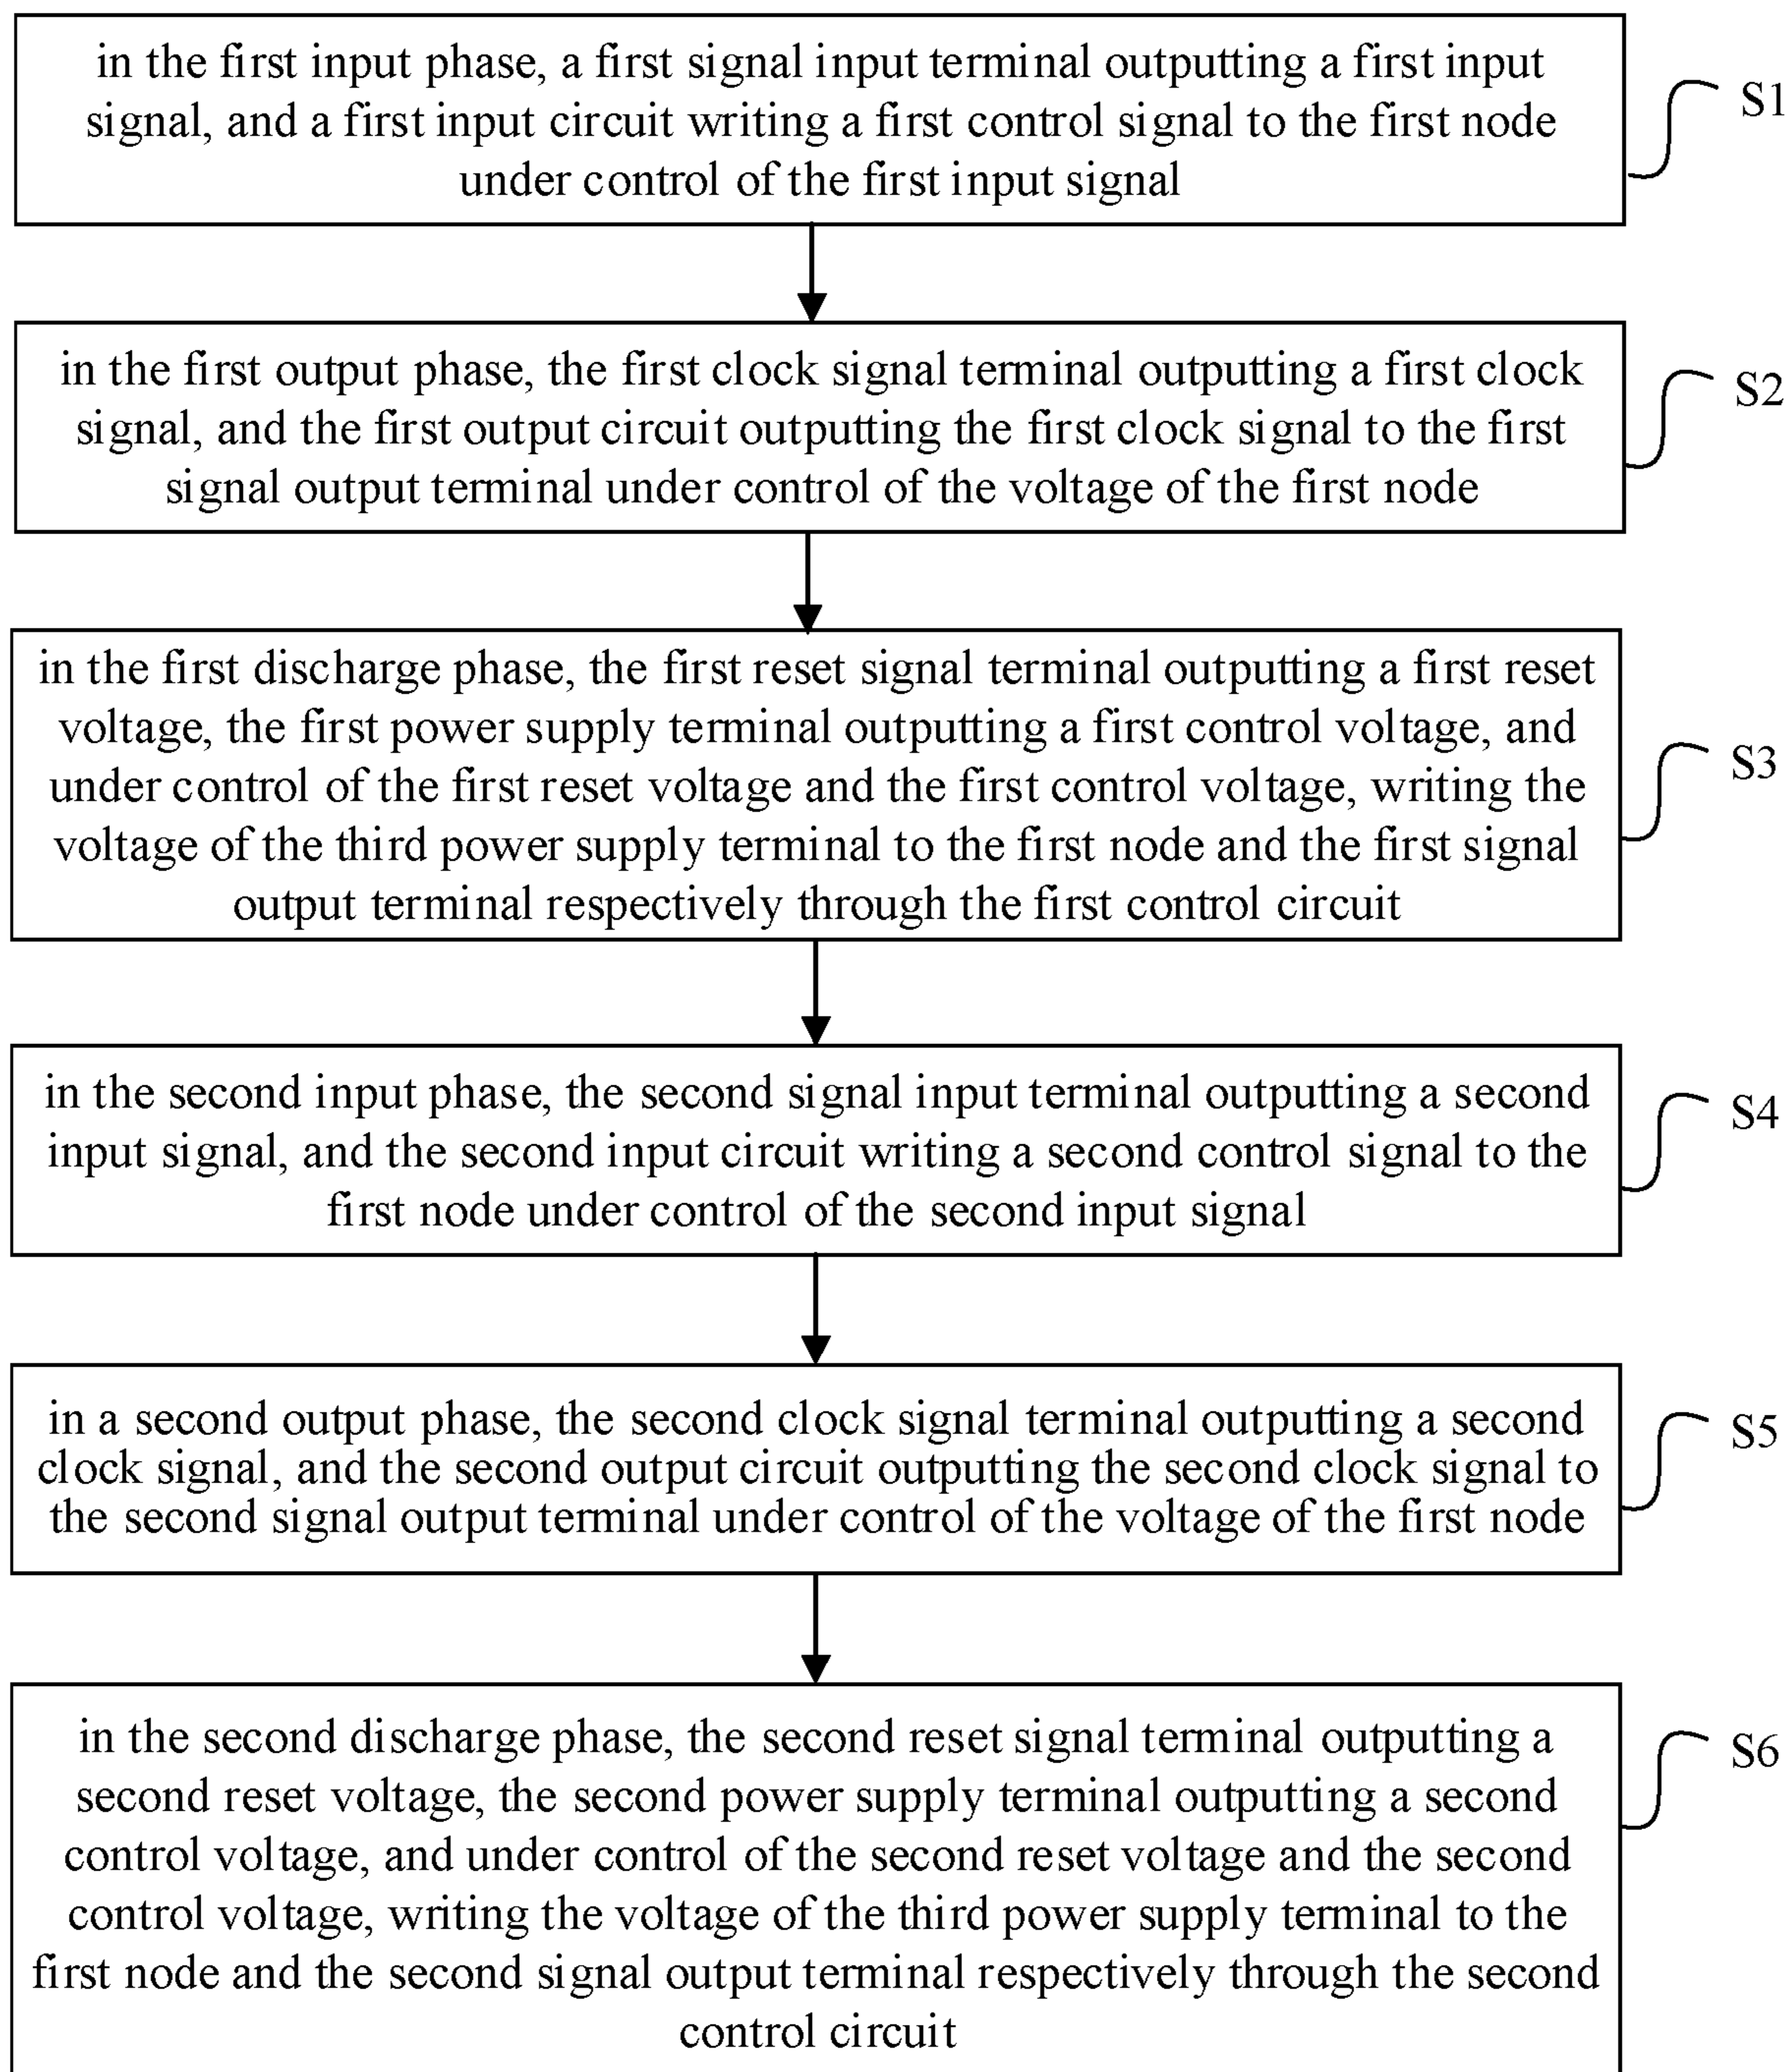 in the first input phase, a first signal input terminal outputting a first input
signal, and a first input circuit writing a first control signal to the first node
under control of the first input signal
S1
in the first output phase, the first clock signal terminal outputting a first clock
signal, and the first output circuit outputting the first clock signal to the first
signal output terminal under control of the voltage of the first node
S2
in the first discharge phase, the first reset signal terminal outputting a first reset
voltage, the first power supply terminal outputting a first control voltage, and
under control of the first reset voltage and the first control voltage, writing the
voltage of the third power supply terminal to the first node and the first signal
output terminal respectively through the first control circuit
S3
in the second input phase, the second signal input terminal outputting a second
input signal, and the second input circuit writing a second control signal to the
first node under control of the second input signal
S4
in a second output phase, the second clock signal terminal outputting a second
clock signal, and the second output circuit outputting the second clock signal to
the second signal output terminal under control of the voltage of the first node
S5
in the second discharge phase, the second reset signal terminal outputting a
second reset voltage, the second power supply terminal outputting a second
control voltage, and under control of the second reset voltage and the second
control voltage, writing the voltage of the third power supply terminal to the
first node and the second signal output terminal respectively through the second
control circuit
S6